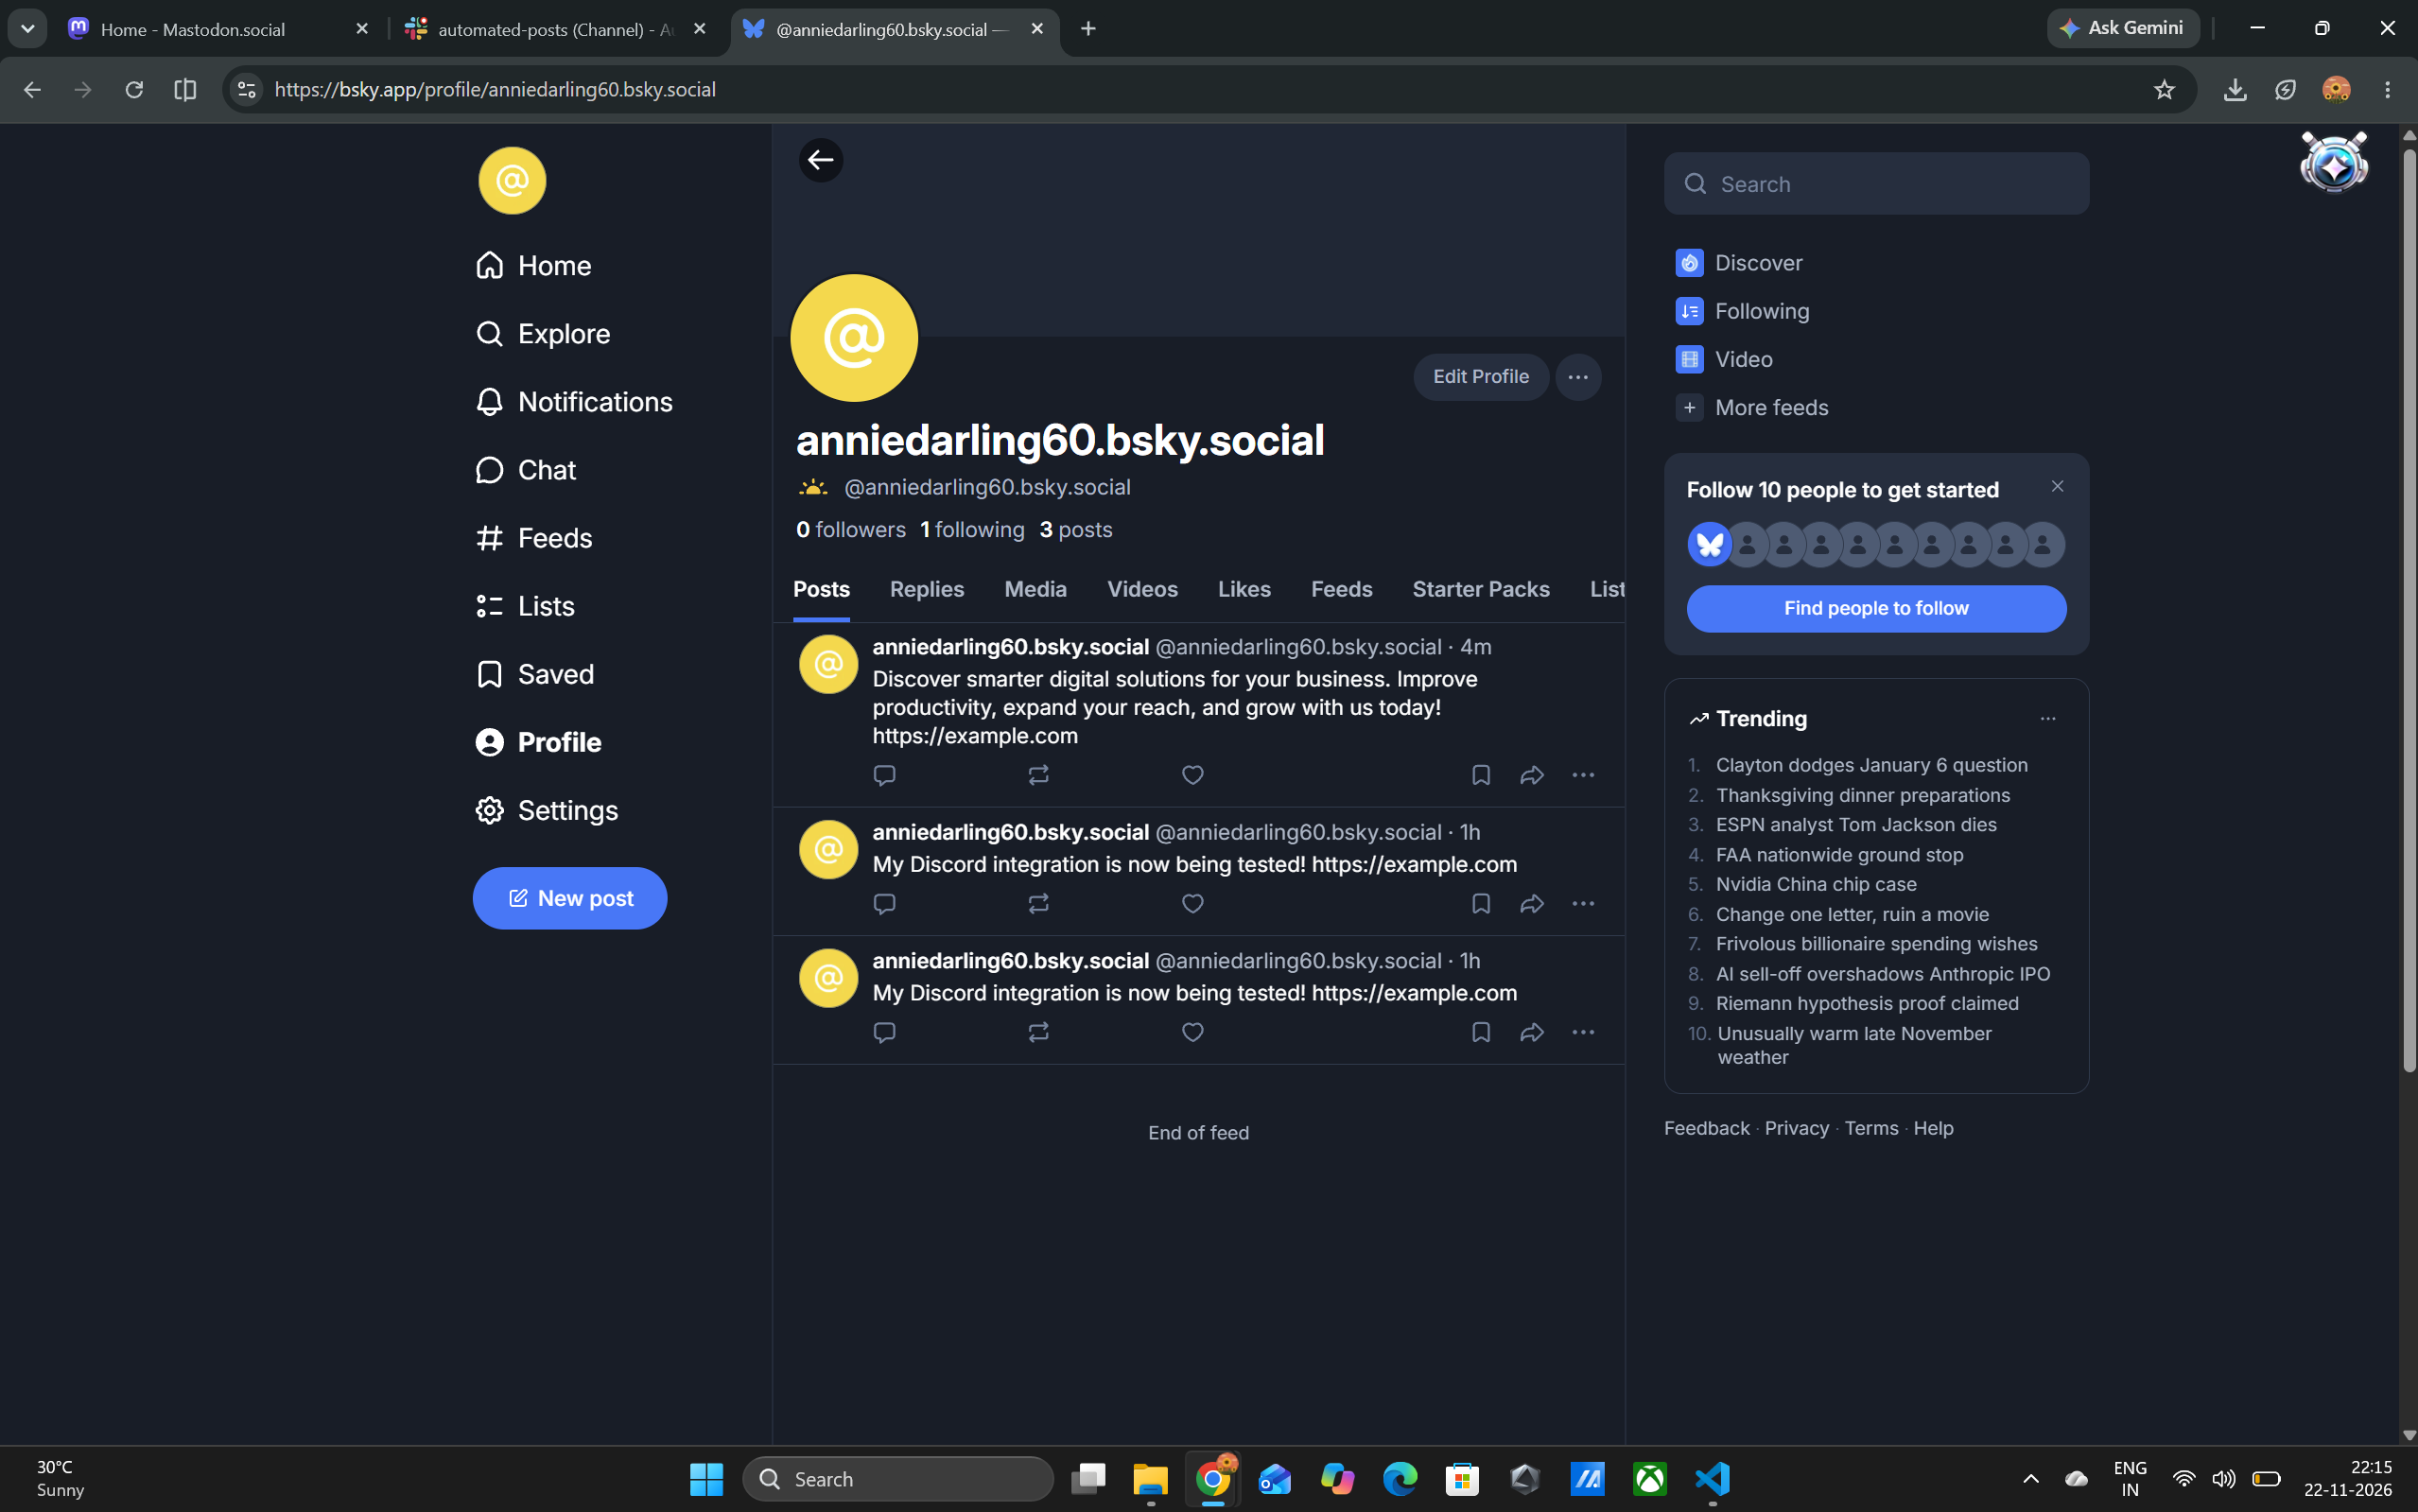 Home - Mastodon.social
automated-posts (Channel) - A
@anniedarling60.bsky.social —
Ask Gemini
https://bsky.app/profile/anniedarling60.bsky.social
@
Home
Explore
Notifications
Chat
Feeds
Lists
Saved
Profile
Settings
New post
@
Edit Profile
anniedarling60.bsky.social
@anniedarling60.bsky.social
0 followers 1 following 3 posts
Posts Replies Media Videos Likes Feeds Starter Packs List
@
anniedarling60.bsky.social @anniedarling60.bsky.social · 4m
Discover smarter digital solutions for your business. Improve
productivity, expand your reach, and grow with us today!
https://example.com
@
anniedarling60.bsky.social @anniedarling60.bsky.social · 1h
My Discord integration is now being tested! https://example.com
@
anniedarling60.bsky.social @anniedarling60.bsky.social · 1h
My Discord integration is now being tested! https://example.com
End of feed
Search
Discover
Following
Video
More feeds
Follow 10 people to get started
Find people to follow
Trending
1. Clayton dodges January 6 question
2. Thanksgiving dinner preparations
3. ESPN analyst Tom Jackson dies
4. FAA nationwide ground stop
5. Nvidia China chip case
6. Change one letter, ruin a movie
7. Frivolous billionaire spending wishes
8. AI sell-off overshadows Anthropic IPO
9. Riemann hypothesis proof claimed
10. Unusually warm late November
weather
Feedback · Privacy · Terms · Help
30°C
Sunny
Search
ENG
IN
22:15
22-11-2026